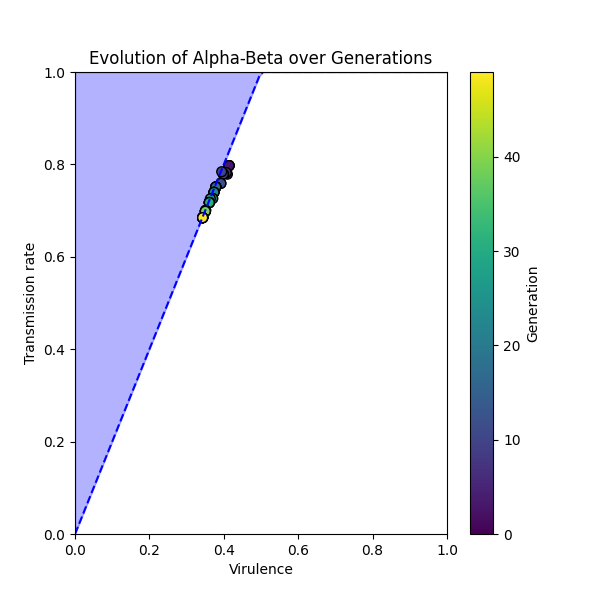 Evolution of Alpha-Beta over Generations
1.0
0.8
0.6
0.4
0.2
0.0
Transmission rate
0.0 0.2 0.4 0.6 0.8 1.0
Virulence
40
30
20
10
0
Generation